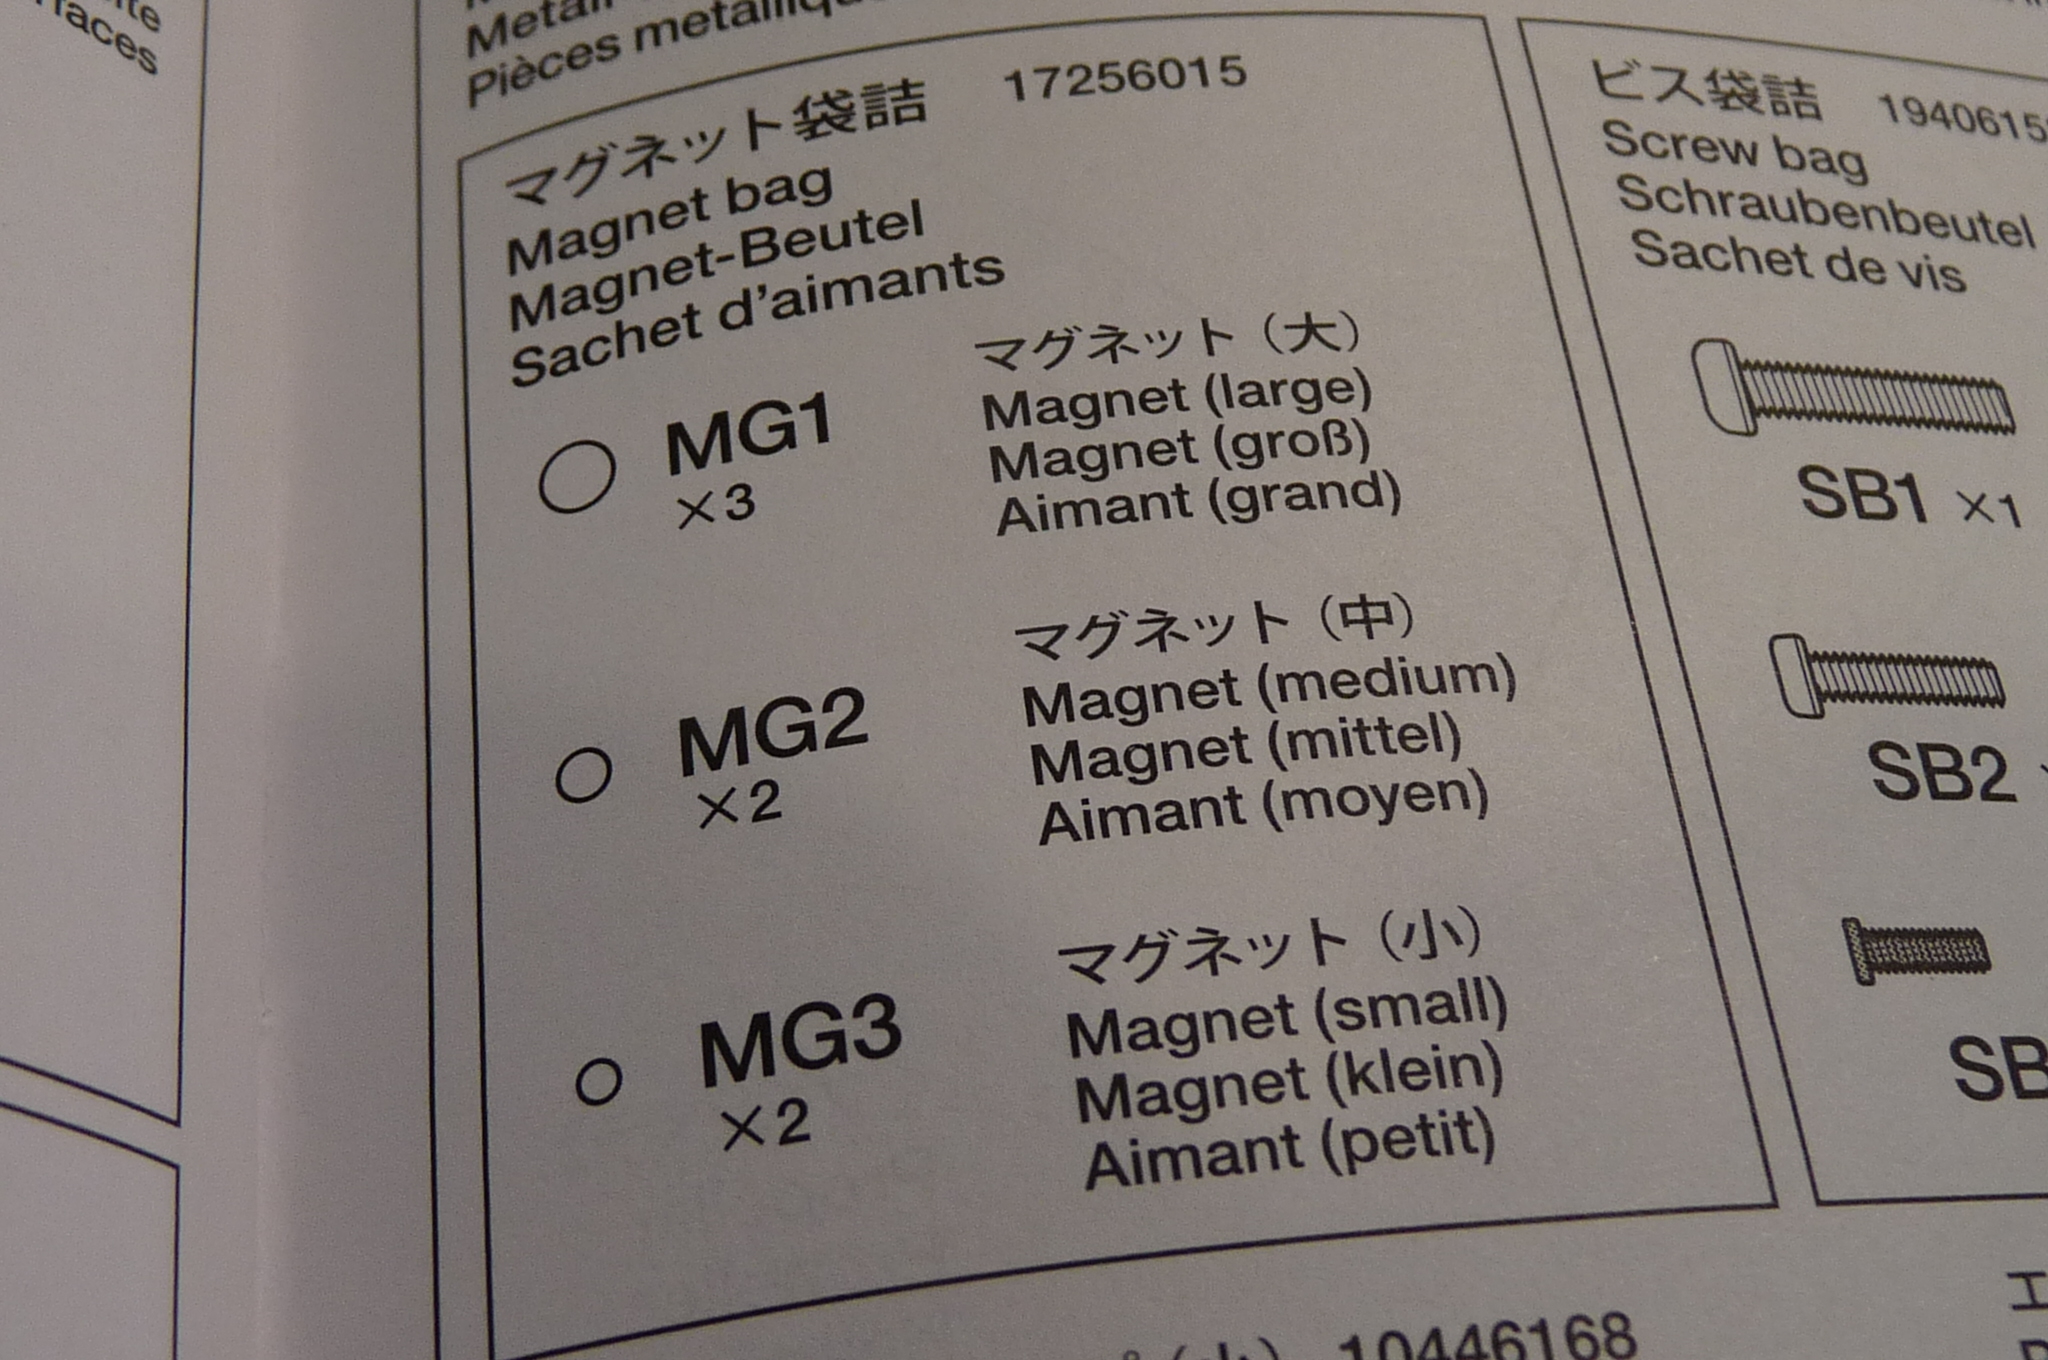 Pièces
マグネット袋詰 17256015
Magnet bag
Magnet-Beutel
Sachet d'aimants
MG1
×3
マグネット（大）
Magnet (large)
Magnet (groß)
Aimant (grand)
MG2
×2
マグネット（中）
Magnet (medium)
Magnet (mittel)
Aimant (moyen)
MG3
×2
マグネット（小）
Magnet (small)
Magnet (klein)
Aimant (petit)
ビス袋詰
Screw bag
Schraubenbeutel
Sachet de vis
SB1 ×1
SB2
SB
10446168